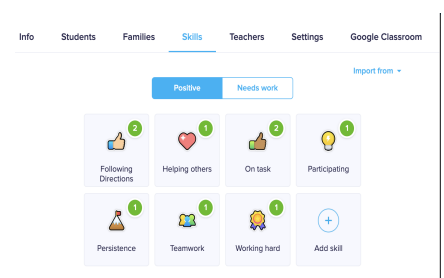 Info Students Families Skills Teachers Settings Google Classroom
Import from
Positive Needs work
2 1 2 1
Following Directions Helping others On task Participating
1 1 1
Persistence Teamwork Working hard Add skill